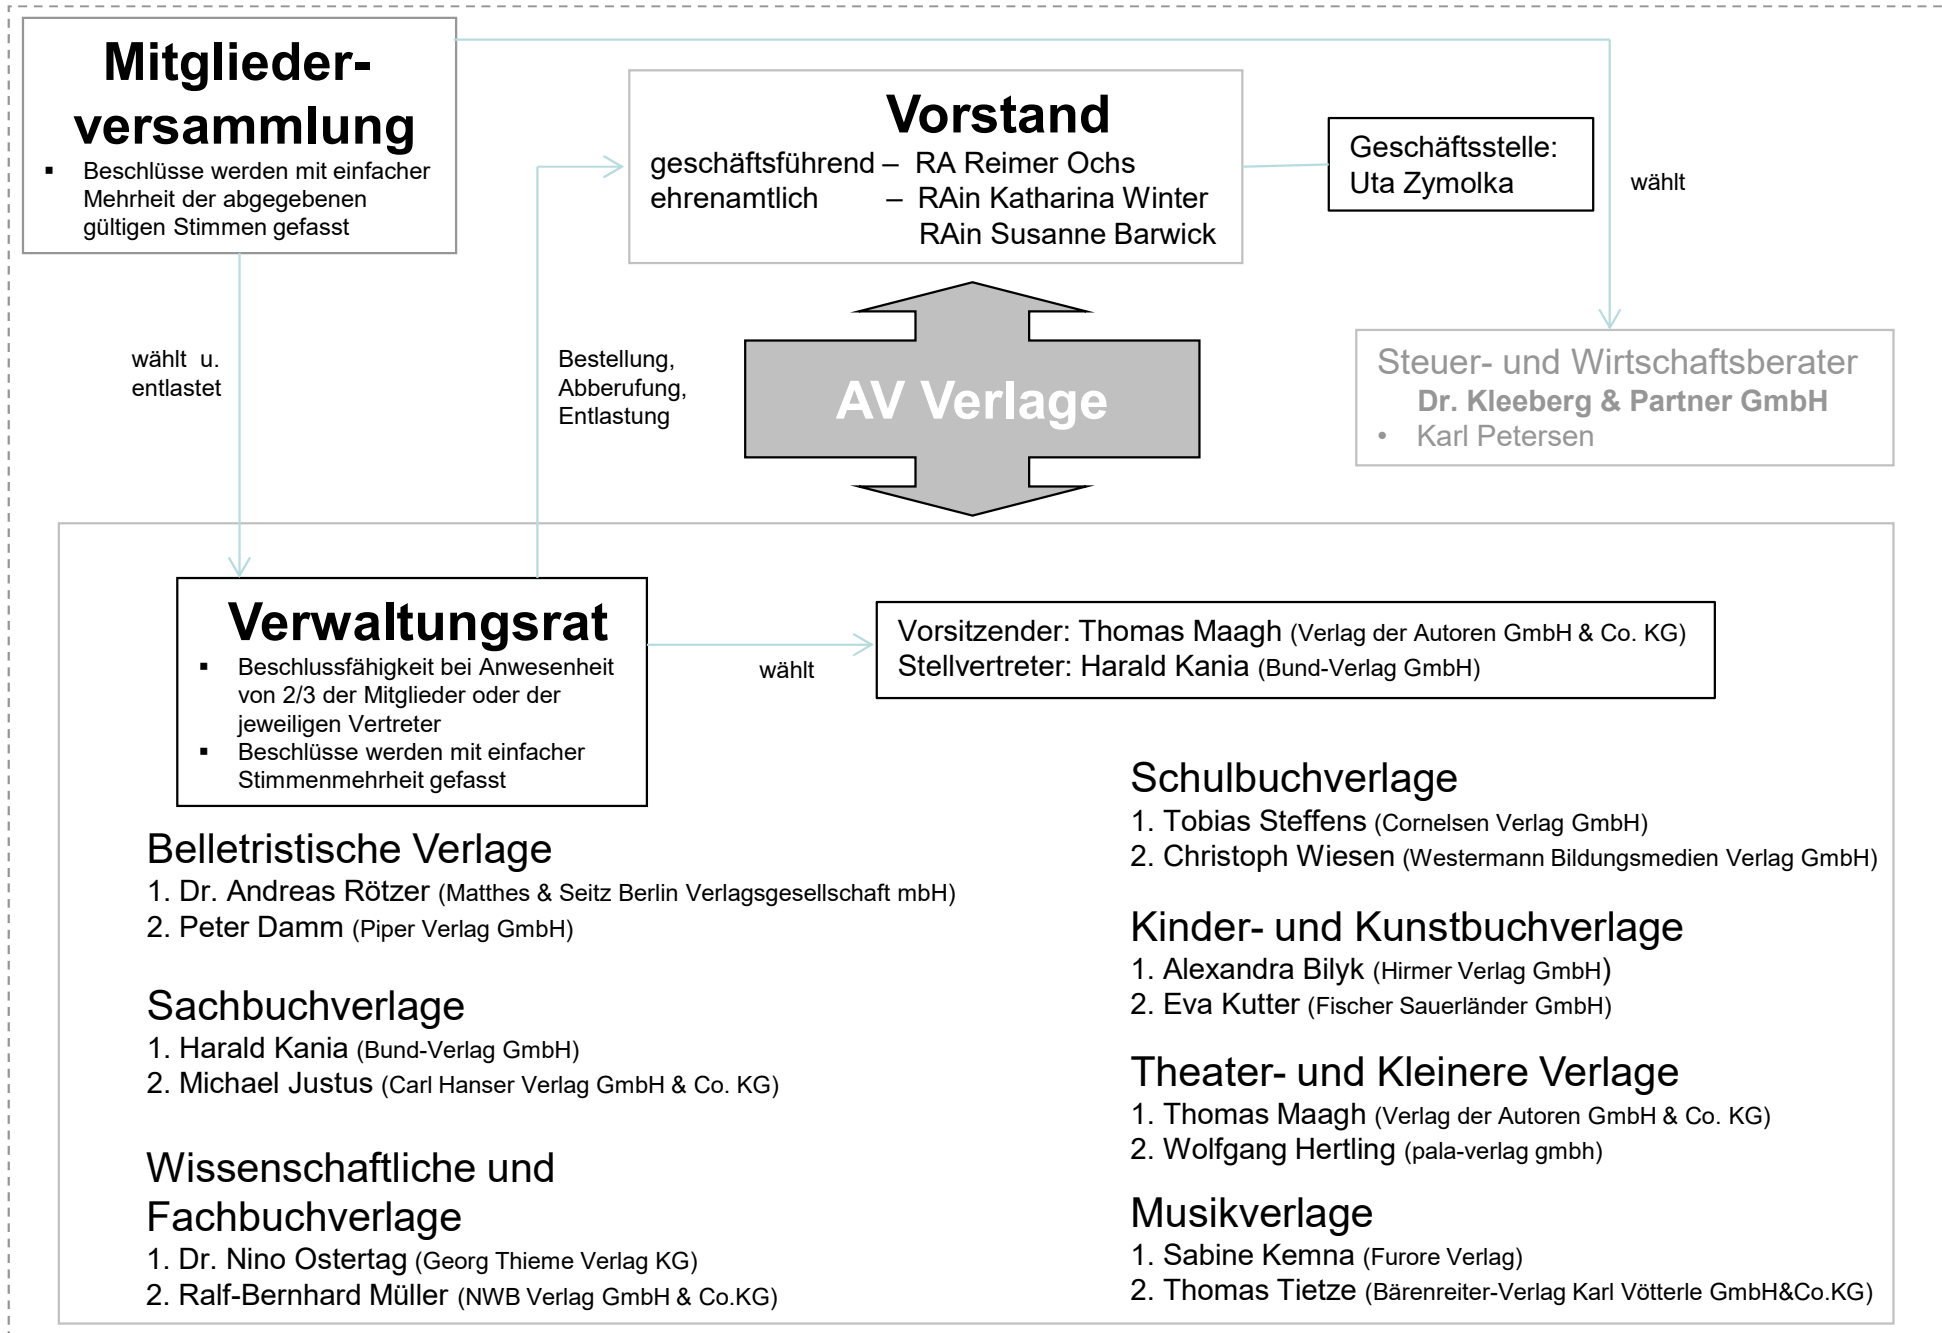 Mitglieder-
versammlung
▪ Beschlüsse werden mit einfacher
Mehrheit der abgegebenen
gültigen Stimmen gefasst
Vorstand
geschäftsführend – RA Reimer Ochs
ehrenamtlich – RAin Katharina Winter
RAin Susanne Barwick
Geschäftsstelle:
Uta Zymolka
wählt
wählt u.
entlastet
Bestellung,
Abberufung,
Entlastung
AV Verlage
Steuer- und Wirtschaftsberater
Dr. Kleeberg & Partner GmbH
• Karl Petersen
Verwaltungsrat
▪ Beschlussfähigkeit bei Anwesenheit
von 2/3 der Mitglieder oder der
jeweiligen Vertreter
▪ Beschlüsse werden mit einfacher
Stimmenmehrheit gefasst
wählt
Vorsitzender: Thomas Maagh (Verlag der Autoren GmbH & Co. KG)
Stellvertreter: Harald Kania (Bund-Verlag GmbH)
Belletristische Verlage
1. Dr. Andreas Rötzer (Matthes & Seitz Berlin Verlagsgesellschaft mbH)
2. Peter Damm (Piper Verlag GmbH)
Sachbuchverlage
1. Harald Kania (Bund-Verlag GmbH)
2. Michael Justus (Carl Hanser Verlag GmbH & Co. KG)
Wissenschaftliche und
Fachbuchverlage
1. Dr. Nino Ostertag (Georg Thieme Verlag KG)
2. Ralf-Bernhard Müller (NWB Verlag GmbH & Co.KG)
Schulbuchverlage
1. Tobias Steffens (Cornelsen Verlag GmbH)
2. Christoph Wiesen (Westermann Bildungsmedien Verlag GmbH)
Kinder- und Kunstbuchverlage
1. Alexandra Bilyk (Hirmer Verlag GmbH)
2. Eva Kutter (Fischer Sauerländer GmbH)
Theater- und Kleinere Verlage
1. Thomas Maagh (Verlag der Autoren GmbH & Co. KG)
2. Wolfgang Hertling (pala-verlag gmbh)
Musikverlage
1. Sabine Kemna (Furore Verlag)
2. Thomas Tietze (Bärenreiter-Verlag Karl Vötterle GmbH&Co.KG)